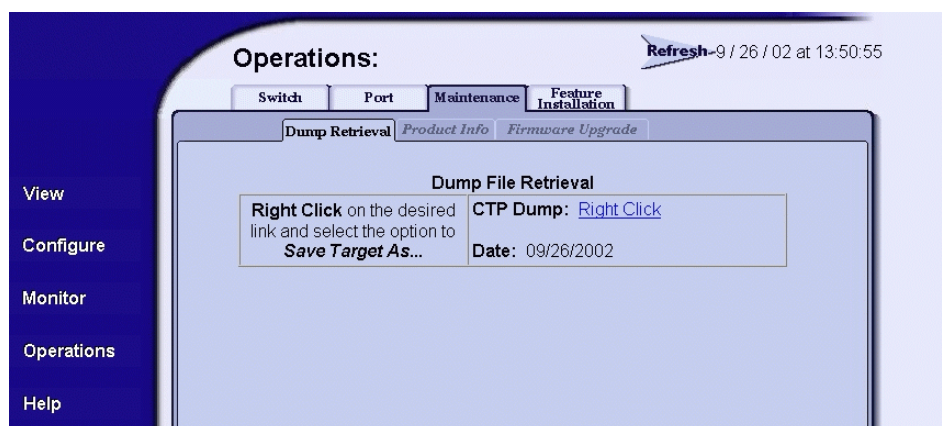 Operations:
Refresh 9 / 26 / 02 at 13:50:55
Switch Port Maintenance Feature Installation
Dump Retrieval Product Info Firmware Upgrade
View
Configure
Monitor
Operations
Help
Dump File Retrieval
Right Click on the desired
link and select the option to
Save Target As...
CTP Dump: Right Click
Date: 09/26/2002